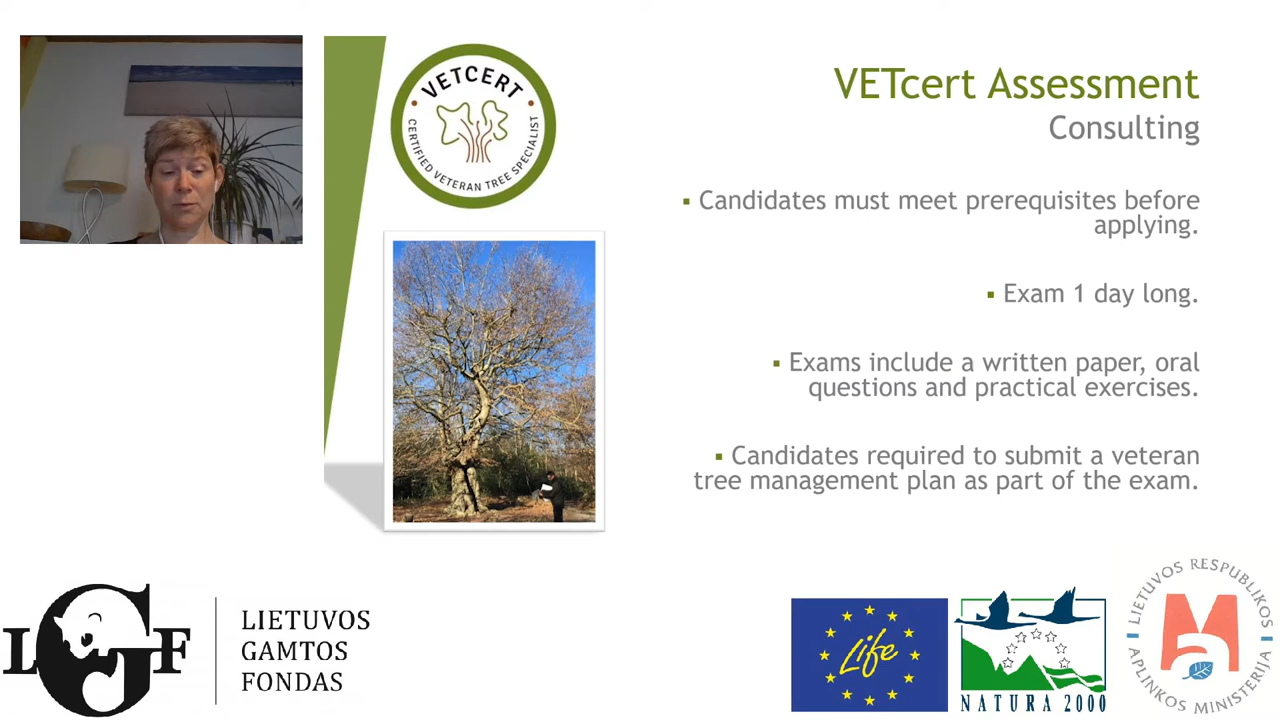 VETCERT
CERTIFIED VETERAN TREE SPECIALIST
VETcert Assessment
Consulting
▪ Candidates must meet prerequisites before
applying.
▪ Exam 1 day long.
▪ Exams include a written paper, oral
questions and practical exercises.
▪ Candidates required to submit a veteran
tree management plan as part of the exam.
LGF
LIETUVOS
GAMTOS
FONDAS
Life
NATURA 2000
LIETUVOS RESPUBLIKOS
APLINKOS MINISTERIJA